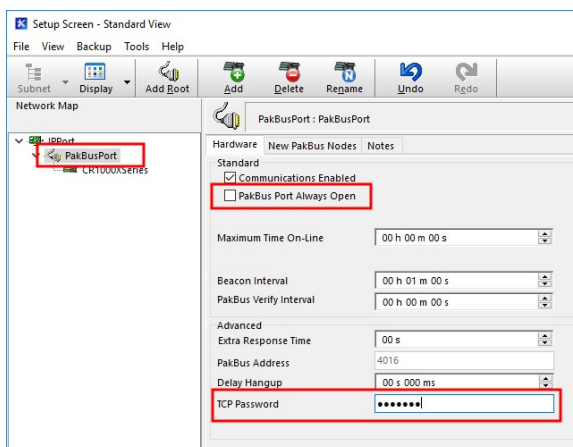 Setup Screen - Standard View
File View Backup Tools Help
Subnet Display Add Root Add Delete Rename Undo Redo
Network Map
PakBusPort : PakBusPort
IPPort
PakBusPort
CR1000XSeries
Hardware New PakBus Nodes Notes
Standard
Communications Enabled
PakBus Port Always Open
Maximum Time On-Line 00 h 00 m 00 s
Beacon Interval 00 h 01 m 00 s
PakBus Verify Interval 00 h 00 m 00 s
Advanced
Extra Response Time 00 s
PakBus Address 4016
Delay Hangup 00 s 000 ms
TCP Password •••••••